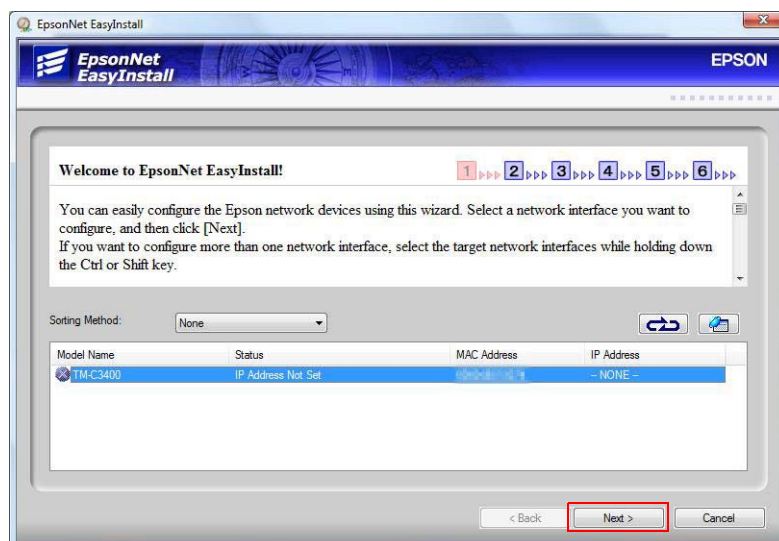 EpsonNet EasyInstall
EpsonNet
EasyInstall
EPSON
Welcome to EpsonNet EasyInstall!
1 2 3 4 5 6
You can easily configure the Epson network devices using this wizard. Select a network interface you want to
configure, and then click [Next].
If you want to configure more than one network interface, select the target network interfaces while holding down
the Ctrl or Shift key.
Sorting Method: None
Model Name Status MAC Address IP Address
TM-C3400 IP Address Not Set -- NONE --
< Back Next > Cancel